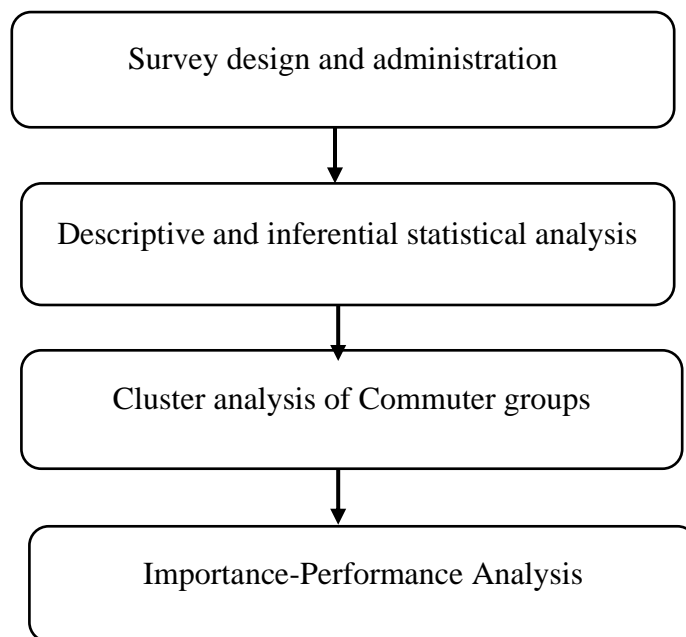 Survey design and administration
Descriptive and inferential statistical analysis
Cluster analysis of Commuter groups
Importance-Performance Analysis